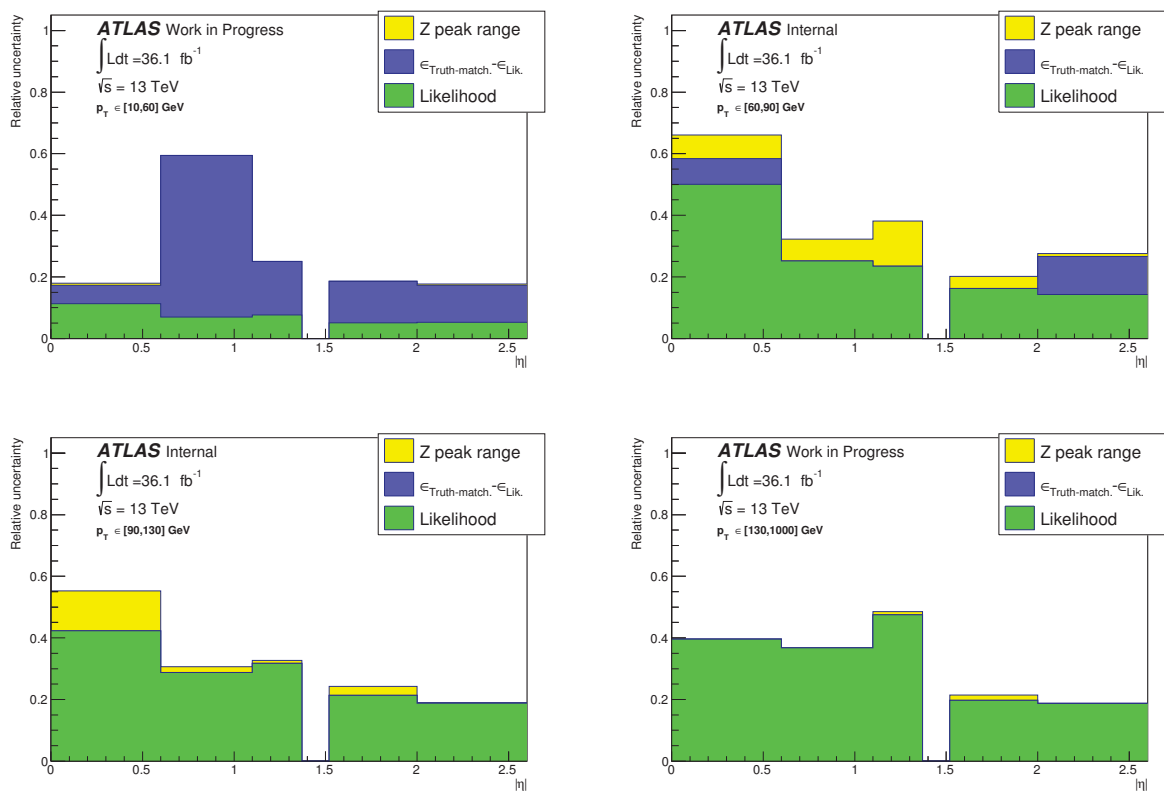 Relative uncertainty
1
0.8
0.6
0.4
0.2
0
ATLAS Work in Progress
∫Ldt =36.1 fb⁻¹
√s = 13 TeV
p_T ∈ [10,60] GeV
Z peak range
∈Truth-match.-∈Lik.
Likelihood
0 0.5 1 1.5 2 2.5
|η|
Relative uncertainty
1
0.8
0.6
0.4
0.2
0
ATLAS Internal
∫Ldt =36.1 fb⁻¹
√s = 13 TeV
p_T ∈ [60,90] GeV
Z peak range
∈Truth-match.-∈Lik.
Likelihood
0 0.5 1 1.5 2 2.5
|η|
Relative uncertainty
1
0.8
0.6
0.4
0.2
0
ATLAS Internal
∫Ldt =36.1 fb⁻¹
√s = 13 TeV
p_T ∈ [90,130] GeV
Z peak range
∈Truth-match.-∈Lik.
Likelihood
0 0.5 1 1.5 2 2.5
|η|
Relative uncertainty
1
0.8
0.6
0.4
0.2
0
ATLAS Work in Progress
∫Ldt =36.1 fb⁻¹
√s = 13 TeV
p_T ∈ [130,1000] GeV
Z peak range
∈Truth-match.-∈Lik.
Likelihood
0 0.5 1 1.5 2 2.5
|η|